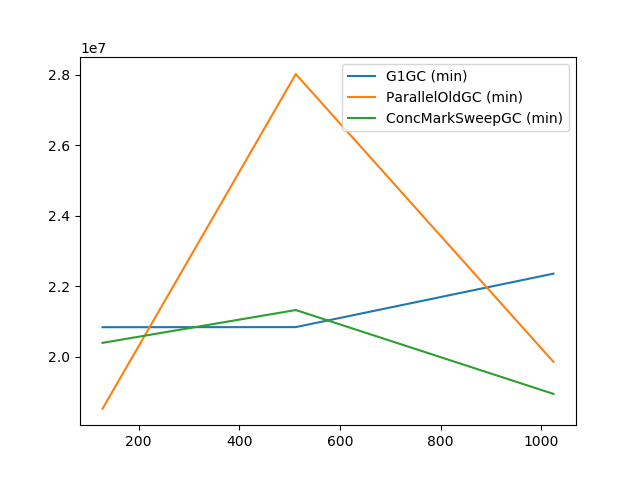 1e7
G1GC (min)
ParallelOldGC (min)
ConcMarkSweepGC (min)
2.8
2.6
2.4
2.2
2.0
200 400 600 800 1000